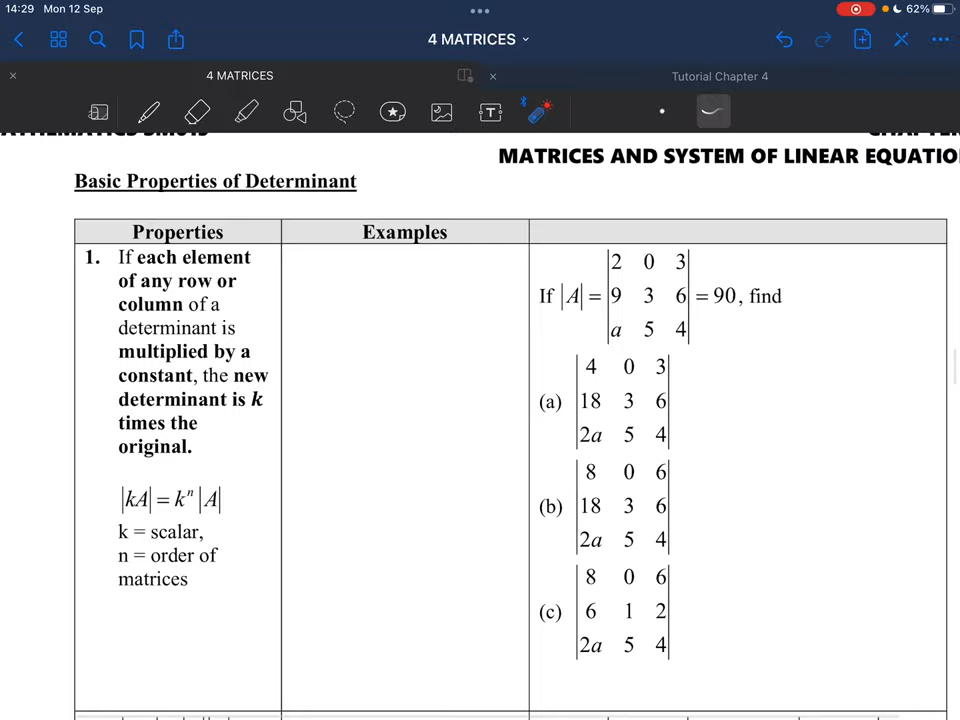 14:29 Mon 12 Sep
62%
4 MATRICES
4 MATRICES
Tutorial Chapter 4
MATRICES AND SYSTEM OF LINEAR EQUATIO
Basic Properties of Determinant
Properties Examples
1. If each element
of any row or
column of a
determinant is
multiplied by a
constant, the new
determinant is k
times the
original.
|kA| = kⁿ |A|
k = scalar,
n = order of
matrices
2 0 3
If |A| = 9 3 6 = 90, find
a 5 4
4 0 3
(a) 18 3 6
2a 5 4
8 0 6
(b) 18 3 6
2a 5 4
8 0 6
(c) 6 1 2
2a 5 4